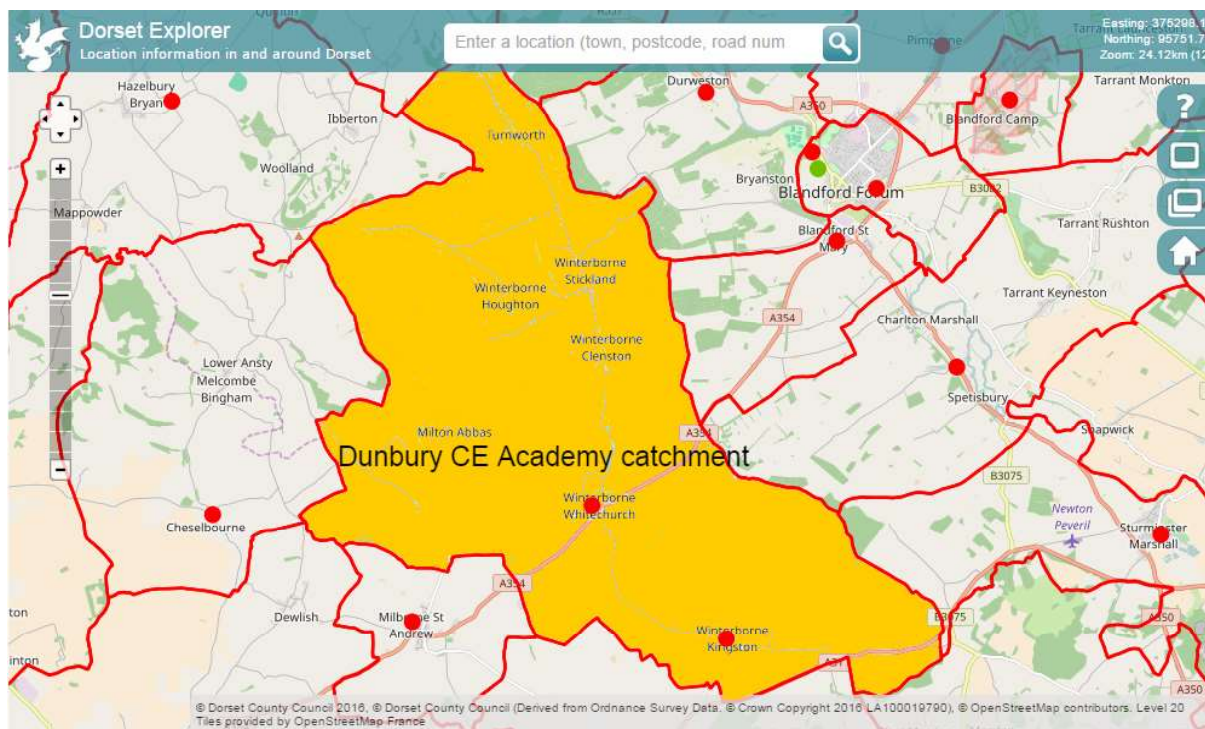 Dorset Explorer
Location information in and around Dorset
Enter a location (town, postcode, road num
Easting: 375298.1
Northing: 95751.7
Zoom: 24.12km (12
Pimperne
Tarrant Launceston
Tarrant Monkton
Hazelbury
Bryan
Ibberton
Durweston
A350
Blandford Camp
Turnworth
Woolland
Bryanston
Blandford Forum
B3082
Mappowder
Blandford St
Mary
Tarrant Rushton
Winterborne
Stickland
Winterborne
Houghton
Tarrant Keyneston
A354
Charlton Marshall
Winterborne
Clenston
Lower Ansty
Melcombe
Bingham
Spetisbury
Milton Abbas
A354
Shapwick
Dunbury CE Academy catchment
B3075
Winterborne
Whitechurch
Newton
Peveril
Cheselbourne
Sturminster
Marshall
A354
Dewlish
Milborne St
Andrew
B3075
A350
Winterborne
Kingston
A31
inton
A350
© Dorset County Council 2016, © Dorset County Council (Derived from Ordnance Survey Data. © Crown Copyright 2016 LA100019790), © OpenStreetMap contributors. Level 20
Tiles provided by OpenStreetMap France